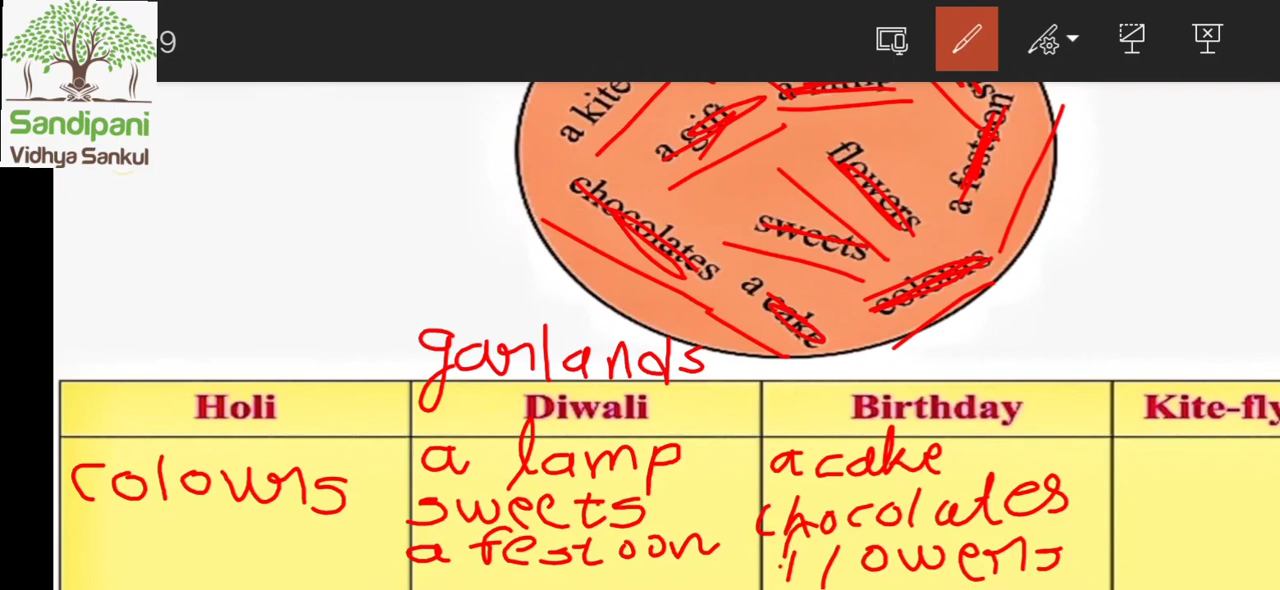 9
Sandipani
Vidhya Sankul
a kite
a gift
a festoon
flowers
chocolates
sweets
colours
a cake
garlands
Holi Diwali Birthday Kite-fly
colours
a lamp
sweets
a festoon
a cake
chocolates
flowers